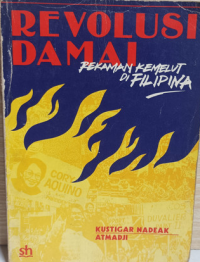 REVOLUSI
DAMAI
REKAMAN KEMELUT
DI FILIPINA
CORY
AQUINO
KUSTIGAR NADEAK
ATMADJI
sh